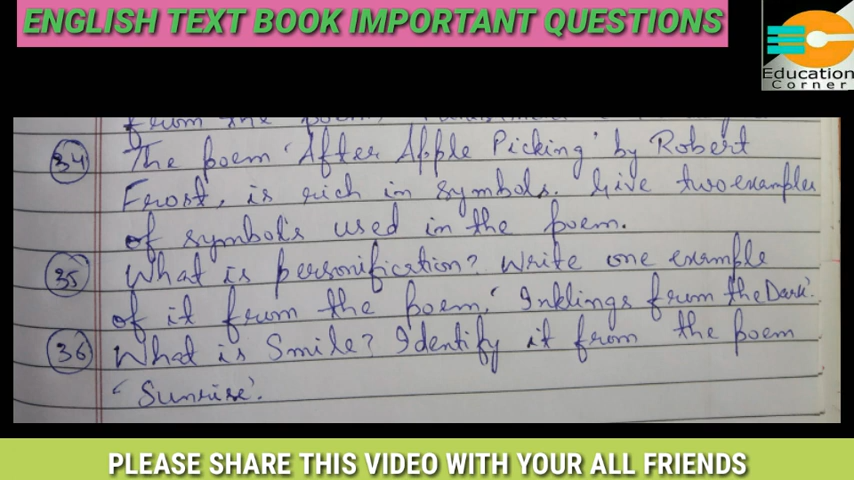 ENGLISH TEXT BOOK IMPORTANT QUESTIONS
Education
Corner
from the poem,
34 The poem 'After Apple Picking' by Robert
Frost, is rich in symbols. Give two examples
of symbols used in the poem.
35 What is personification? Write one example
of it from the poem, 'Inklings from the Dark'.
36 What is Smile? Identify it from the poem
'Sunrise'.
PLEASE SHARE THIS VIDEO WITH YOUR ALL FRIENDS